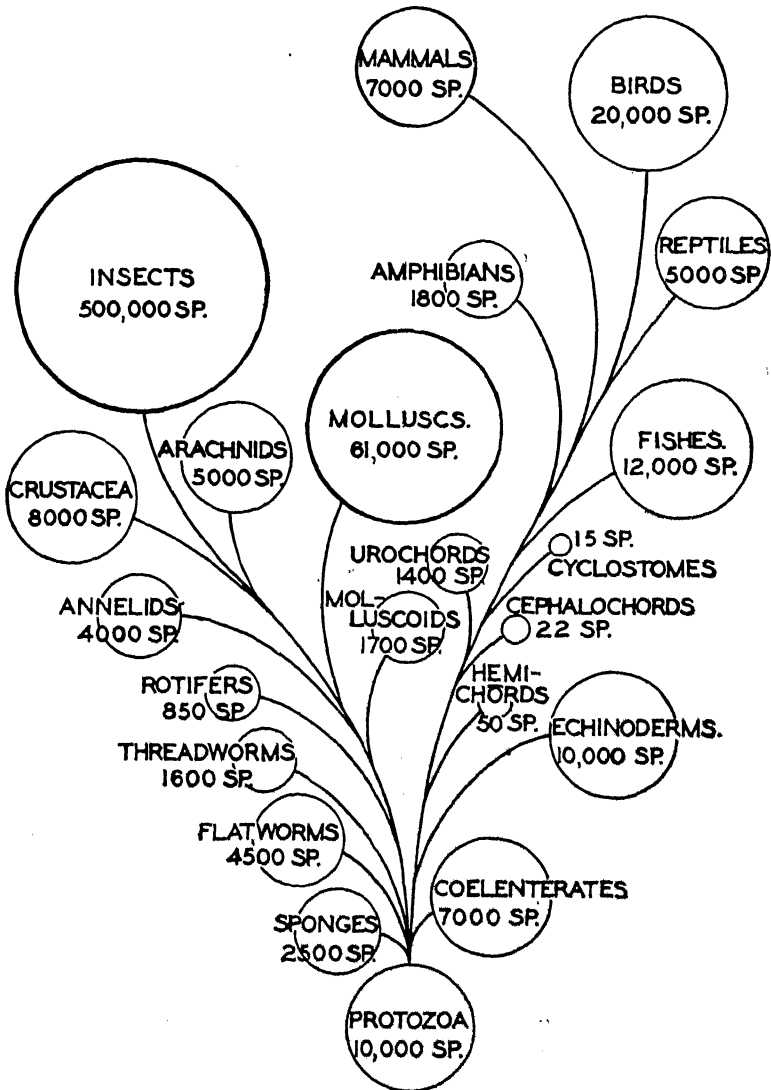 MAMMALS
7000 SP.
BIRDS
20,000 SP.
INSECTS
500,000 SP.
AMPHIBIANS
1800 SP.
REPTILES
5000 SP
MOLLUSCS.
61,000 SP.
FISHES.
12,000 SP.
ARACHNIDS
5000 SP.
CRUSTACEA
8000 SP.
UROCHORDS
1400 SP.
15 SP.
CYCLOSTOMES
ANNELIDS
4000 SP.
MOL-
LUSCOIDS
1700 SP.
CEPHALOCHORDS
22 SP.
ROTIFERS
850 SP
HEMI-
CHORDS
50 SP.
ECHINODERMS.
10,000 SP.
THREADWORMS
1600 SP.
FLATWORMS
4500 SP.
COELENTERATES
7000 SP.
SPONGES
2500 SP.
PROTOZOA
10,000 SP.